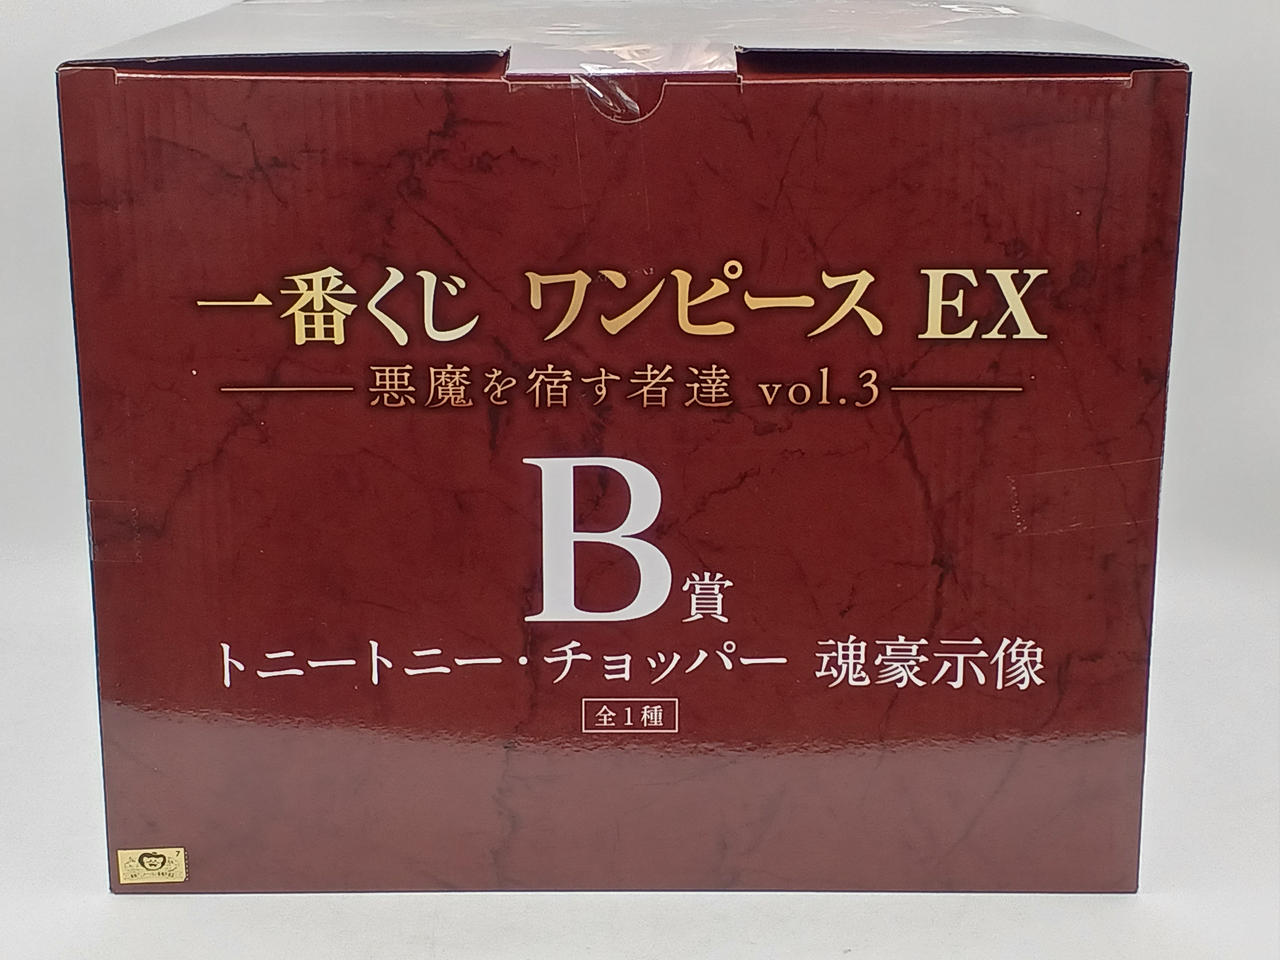 一番くじ ワンピース EX
悪魔を宿す者達 vol.3
B賞
トニートニー・チョッパー 魂豪示像
全1種
7